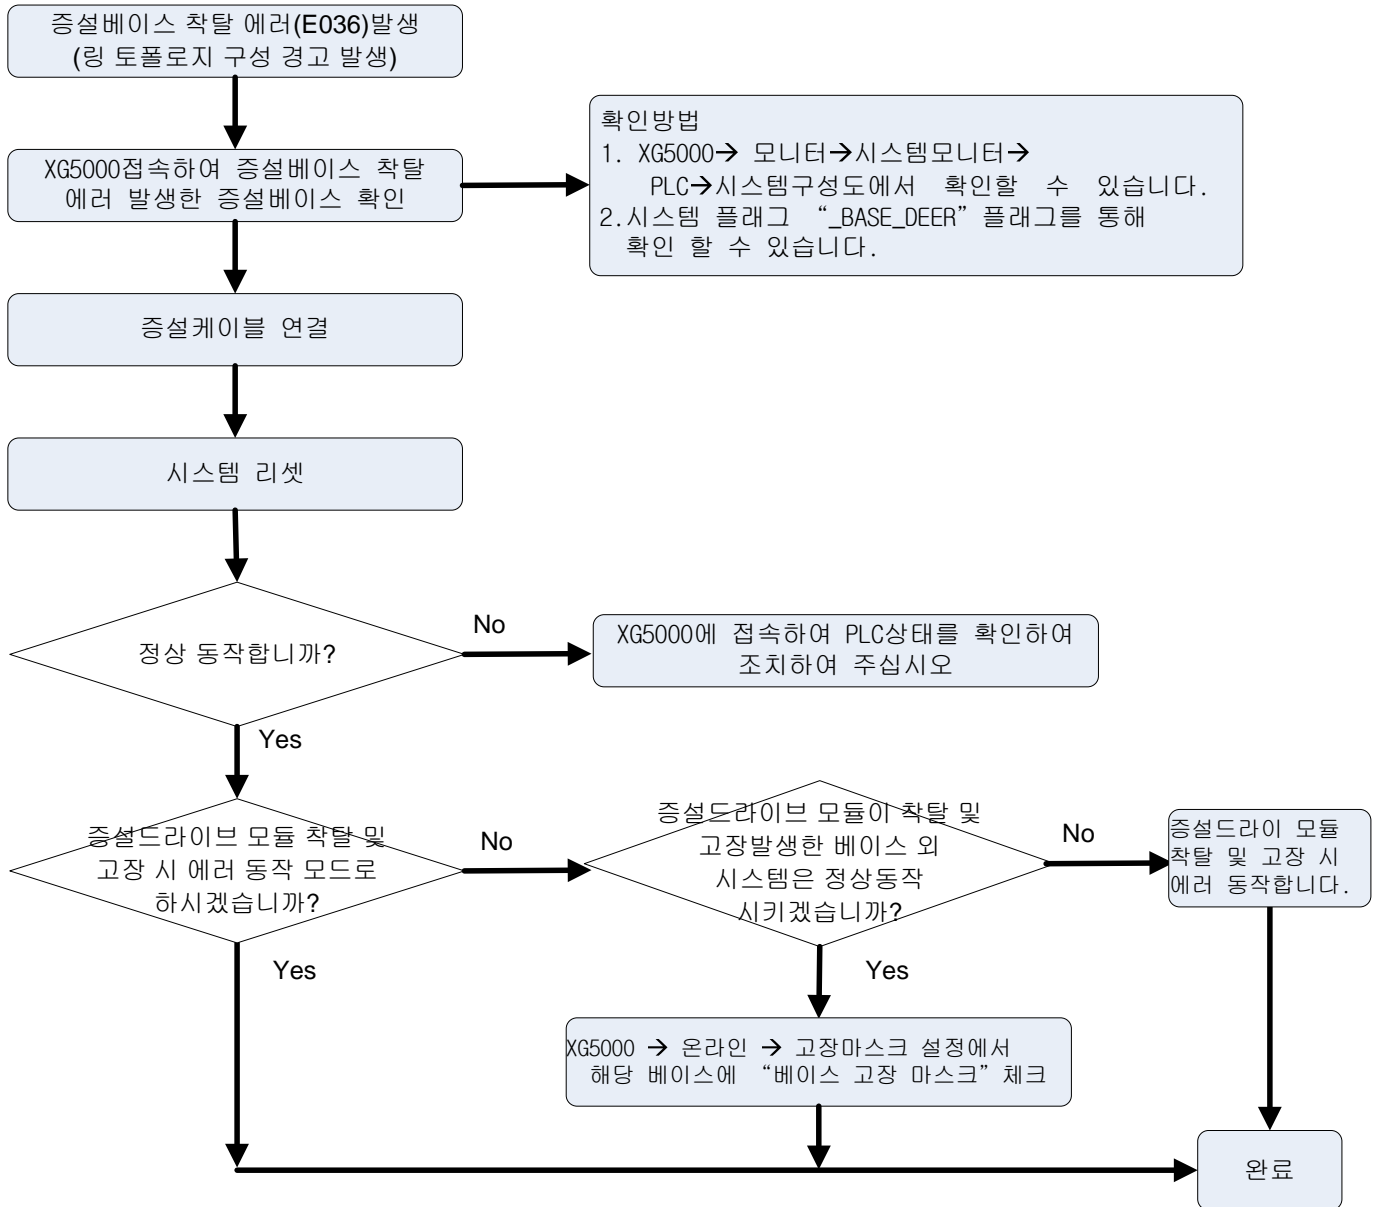 증설베이스 착탈 에러(E036)발생
(링 토폴로지 구성 경고 발생)
XG5000접속하여 증설베이스 착탈
에러 발생한 증설베이스 확인
확인방법
1. XG5000→ 모니터→시스템모니터→
PLC→시스템구성도에서 확인할 수 있습니다.
2.시스템 플래그 “_BASE_DEER”플래그를 통해
확인 할 수 있습니다.
증설케이블 연결
시스템 리셋
정상 동작합니까?
No
XG5000에 접속하여 PLC상태를 확인하여
조치하여 주십시오
Yes
증설드라이브 모듈 착탈 및
고장 시 에러 동작 모드로
하시겠습니까?
No
증설드라이브 모듈이 착탈 및
고장발생한 베이스 외
시스템은 정상동작
시키겠습니까?
No
증설드라이 모듈
착탈 및 고장 시
에러 동작합니다.
Yes
Yes
XG5000 → 온라인 → 고장마스크 설정에서
해당 베이스에 “베이스 고장 마스크”체크
완료